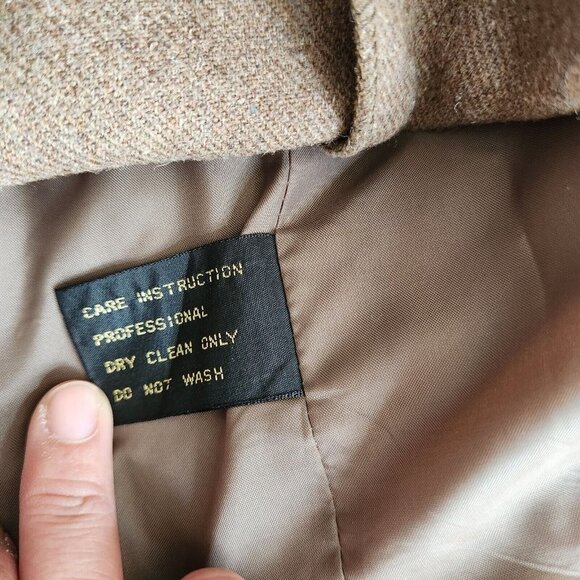 CARE INSTRUCTION
PROFESSIONAL
DRY CLEAN ONLY
DO NOT WASH